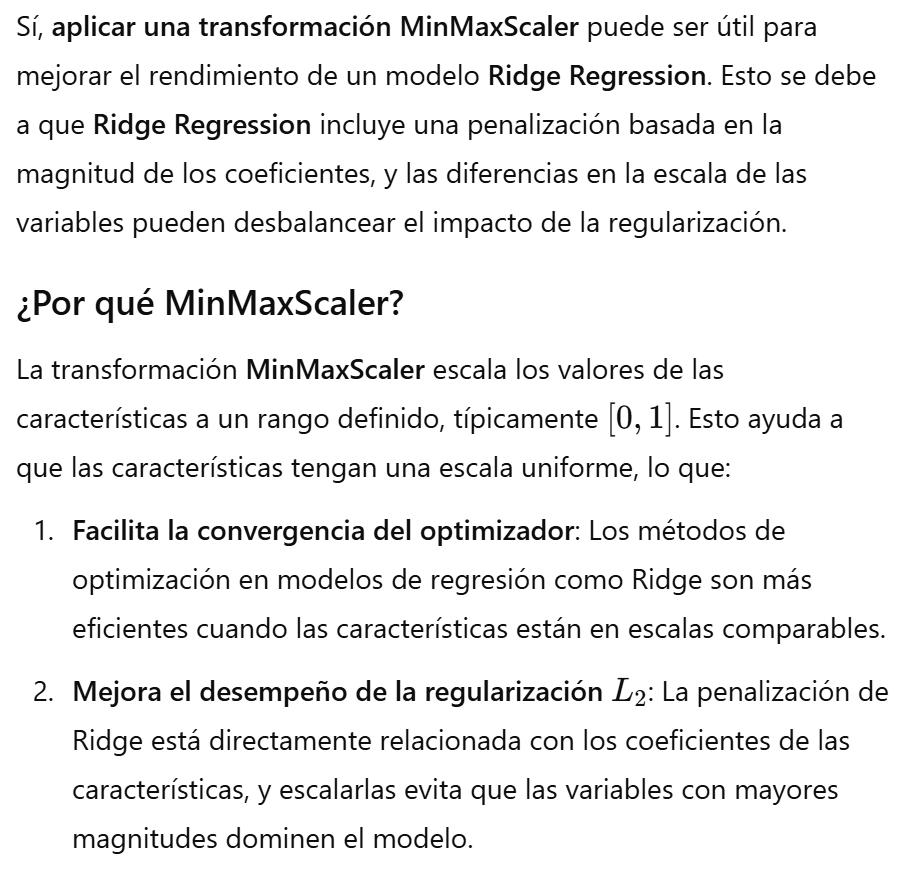 Sí, aplicar una transformación MinMaxScaler puede ser útil para
mejorar el rendimiento de un modelo Ridge Regression. Esto se debe
a que Ridge Regression incluye una penalización basada en la
magnitud de los coeficientes, y las diferencias en la escala de las
variables pueden desbalancear el impacto de la regularización.
¿Por qué MinMaxScaler?
La transformación MinMaxScaler escala los valores de las
características a un rango definido, típicamente [0, 1]. Esto ayuda a
que las características tengan una escala uniforme, lo que:
1. Facilita la convergencia del optimizador: Los métodos de
optimización en modelos de regresión como Ridge son más
eficientes cuando las características están en escalas comparables.
2. Mejora el desempeño de la regularización L₂: La penalización de
Ridge está directamente relacionada con los coeficientes de las
características, y escalarlas evita que las variables con mayores
magnitudes dominen el modelo.